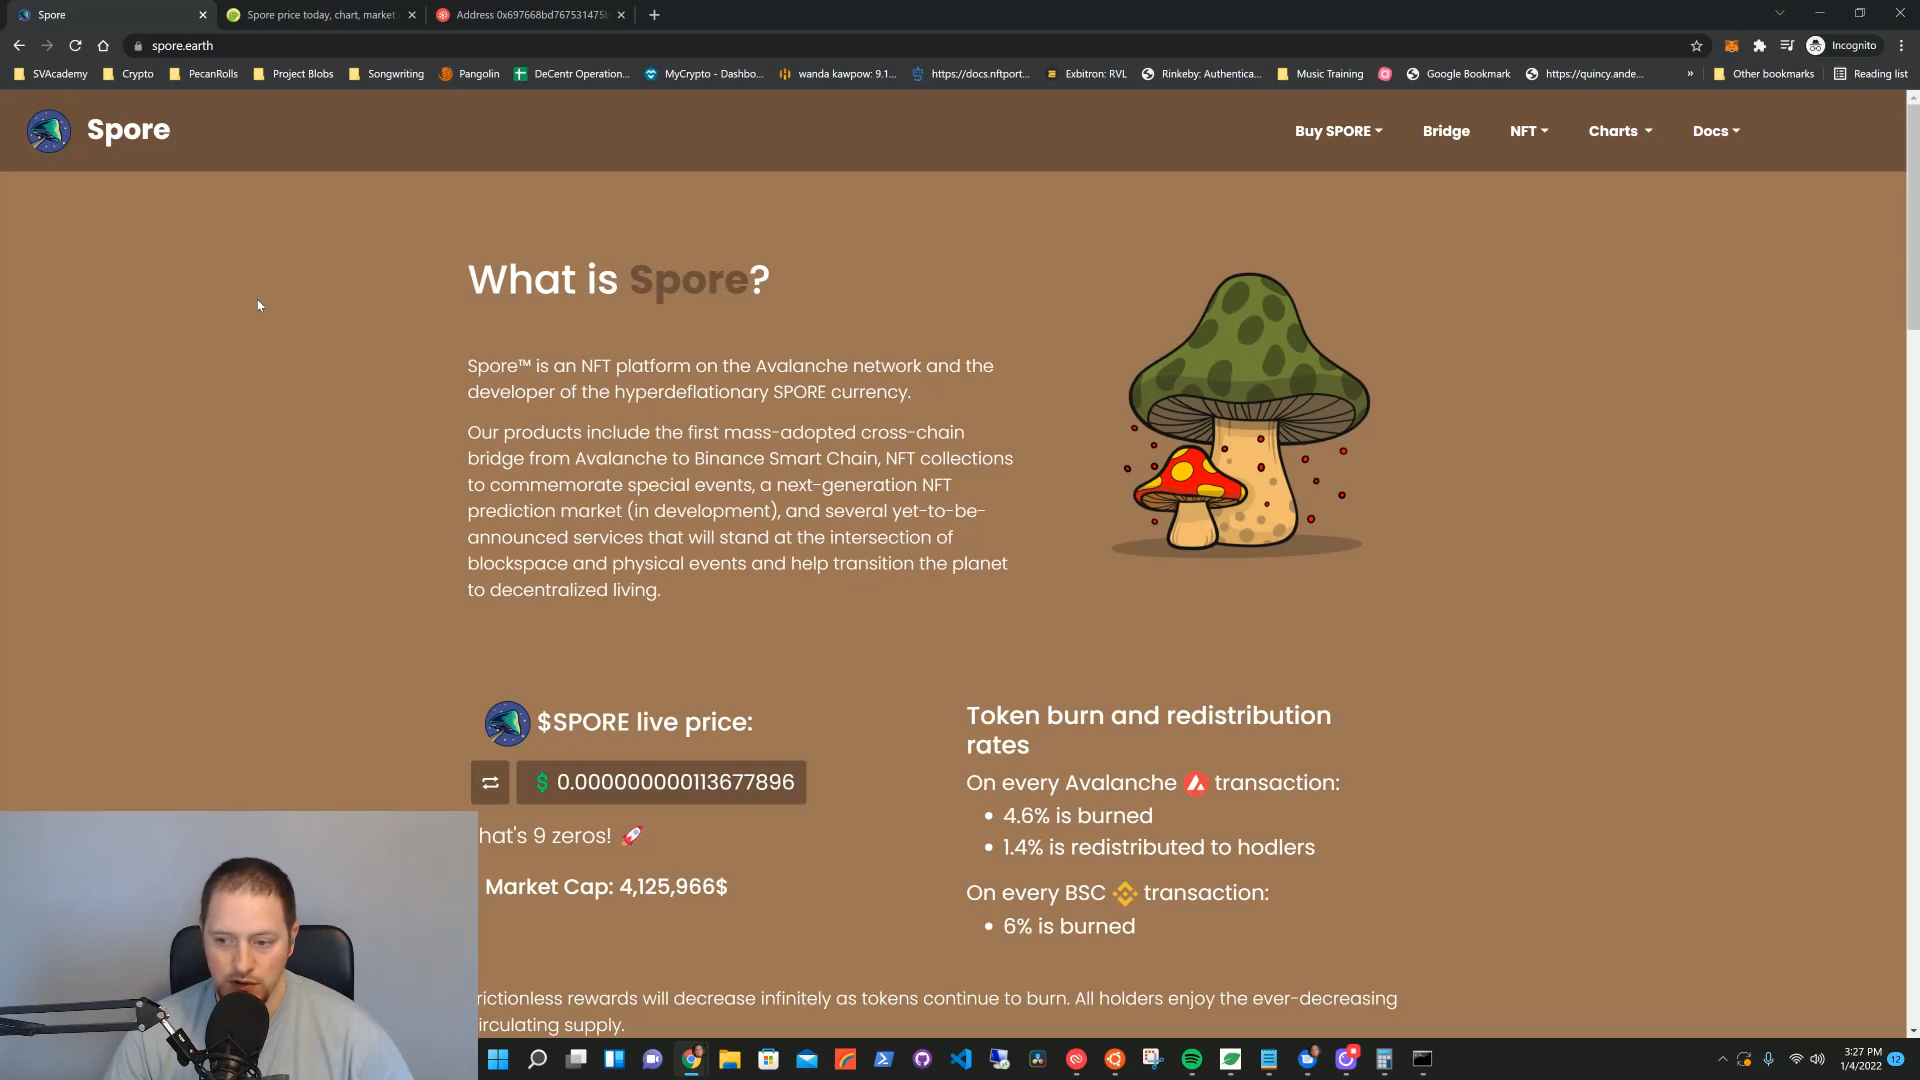 Spore
Spore price today, chart, market
Address 0x697668bd767531475
spore.earth
Incognito
SVAcademy
Crypto
PecanRolls
Project Blobs
Songwriting
Pangolin
DeCentr Operation...
MyCrypto - Dashbo...
wanda kawpow: 9.1...
https://docs.nftport...
Exbitron: RVL
Rinkeby: Authentica...
Music Training
Google Bookmark
https://quincy.ande...
»
Other bookmarks
Reading list
Spore
Buy SPORE
Bridge
NFT
Charts
Docs
What is Spore?
Spore™ is an NFT platform on the Avalanche network and the
developer of the hyperdeflationary SPORE currency.
Our products include the first mass-adopted cross-chain
bridge from Avalanche to Binance Smart Chain, NFT collections
to commemorate special events, a next-generation NFT
prediction market (in development), and several yet-to-be-
announced services that will stand at the intersection of
blockspace and physical events and help transition the planet
to decentralized living.
$SPORE live price:
$ 0.000000000113677896
hat's 9 zeros! 🚀
Market Cap: 4,125,966$
Token burn and redistribution
rates
On every Avalanche transaction:
• 4.6% is burned
• 1.4% is redistributed to hodlers
On every BSC transaction:
• 6% is burned
rictionless rewards will decrease infinitely as tokens continue to burn. All holders enjoy the ever-decreasing
irculating supply.
3:27 PM
1/4/2022
12